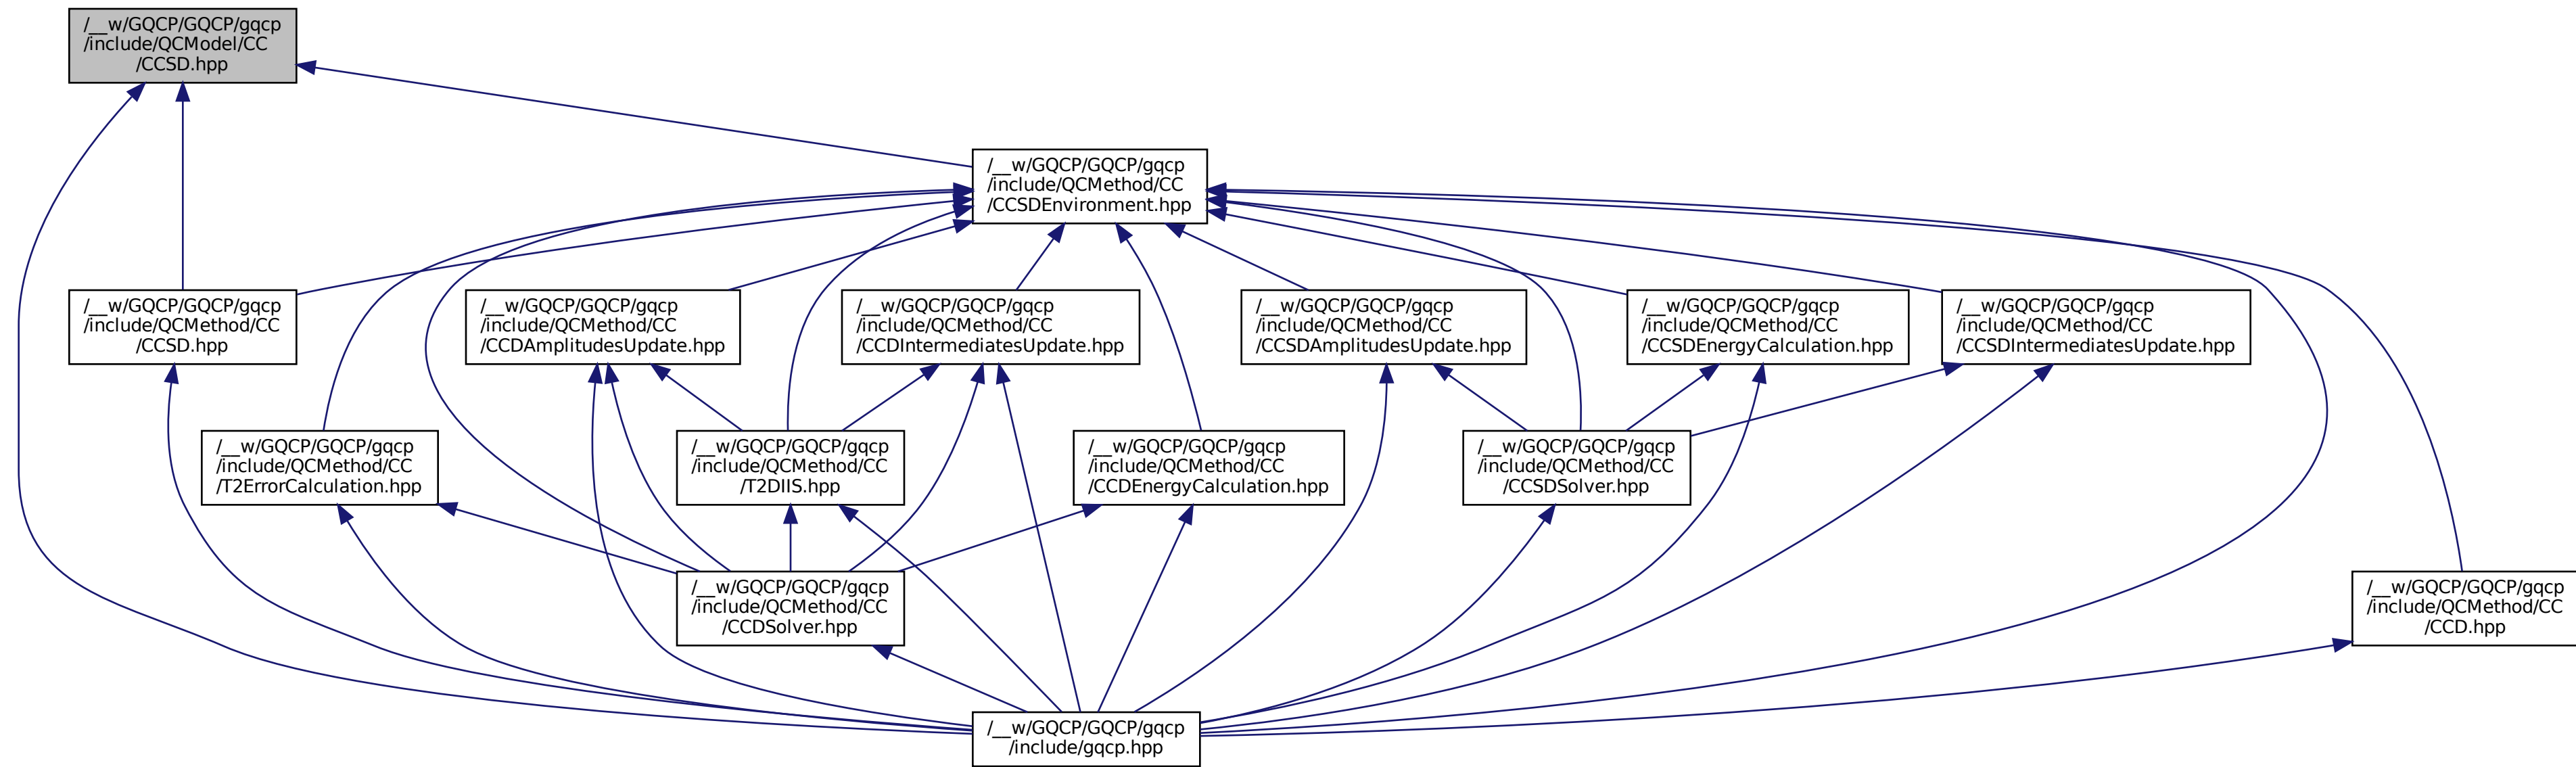 /__w/GQCP/GQCP/gqcp
/include/QCModel/CC
/CCSD.hpp
/__w/GQCP/GQCP/gqcp
/include/QCMethod/CC
/CCSDEnvironment.hpp
/__w/GQCP/GQCP/gqcp
/include/QCMethod/CC
/CCSD.hpp
/__w/GQCP/GQCP/gqcp
/include/QCMethod/CC
/CCDAmplitudesUpdate.hpp
/__w/GQCP/GQCP/gqcp
/include/QCMethod/CC
/CCDIntermediatesUpdate.hpp
/__w/GQCP/GQCP/gqcp
/include/QCMethod/CC
/CCSDAmplitudesUpdate.hpp
/__w/GQCP/GQCP/gqcp
/include/QCMethod/CC
/CCSDEnergyCalculation.hpp
/__w/GQCP/GQCP/gqcp
/include/QCMethod/CC
/CCSDIntermediatesUpdate.hpp
/__w/GQCP/GQCP/gqcp
/include/QCMethod/CC
/T2ErrorCalculation.hpp
/__w/GQCP/GQCP/gqcp
/include/QCMethod/CC
/T2DIIS.hpp
/__w/GQCP/GQCP/gqcp
/include/QCMethod/CC
/CCDEnergyCalculation.hpp
/__w/GQCP/GQCP/gqcp
/include/QCMethod/CC
/CCSDSolver.hpp
/__w/GQCP/GQCP/gqcp
/include/QCMethod/CC
/CCDSolver.hpp
/__w/GQCP/GQCP/gqcp
/include/QCMethod/CC
/CCD.hpp
/__w/GQCP/GQCP/gqcp
/include/gqcp.hpp